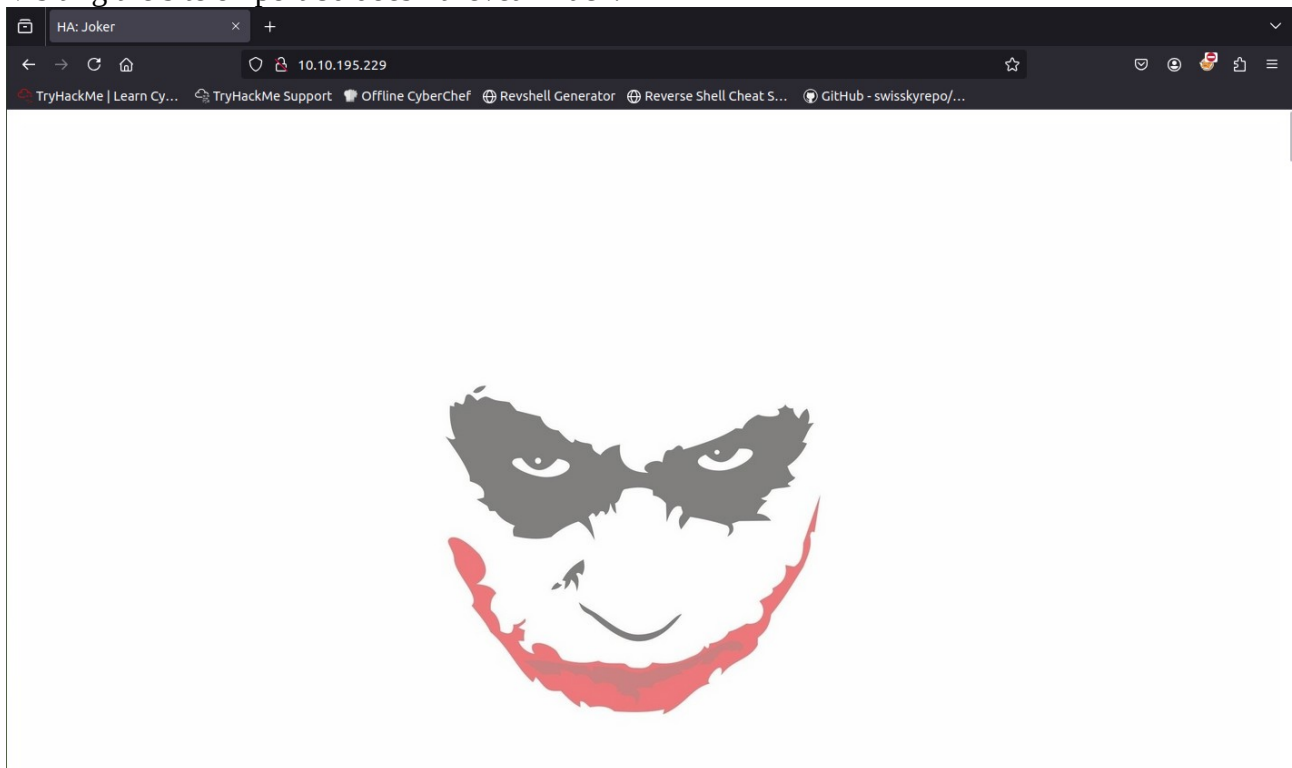 HA: Joker
10.10.195.229
TryHackMe | Learn Cy... TryHackMe Support Offline CyberChef Revshell Generator Reverse Shell Cheat S... GitHub - swisskyrepo/...